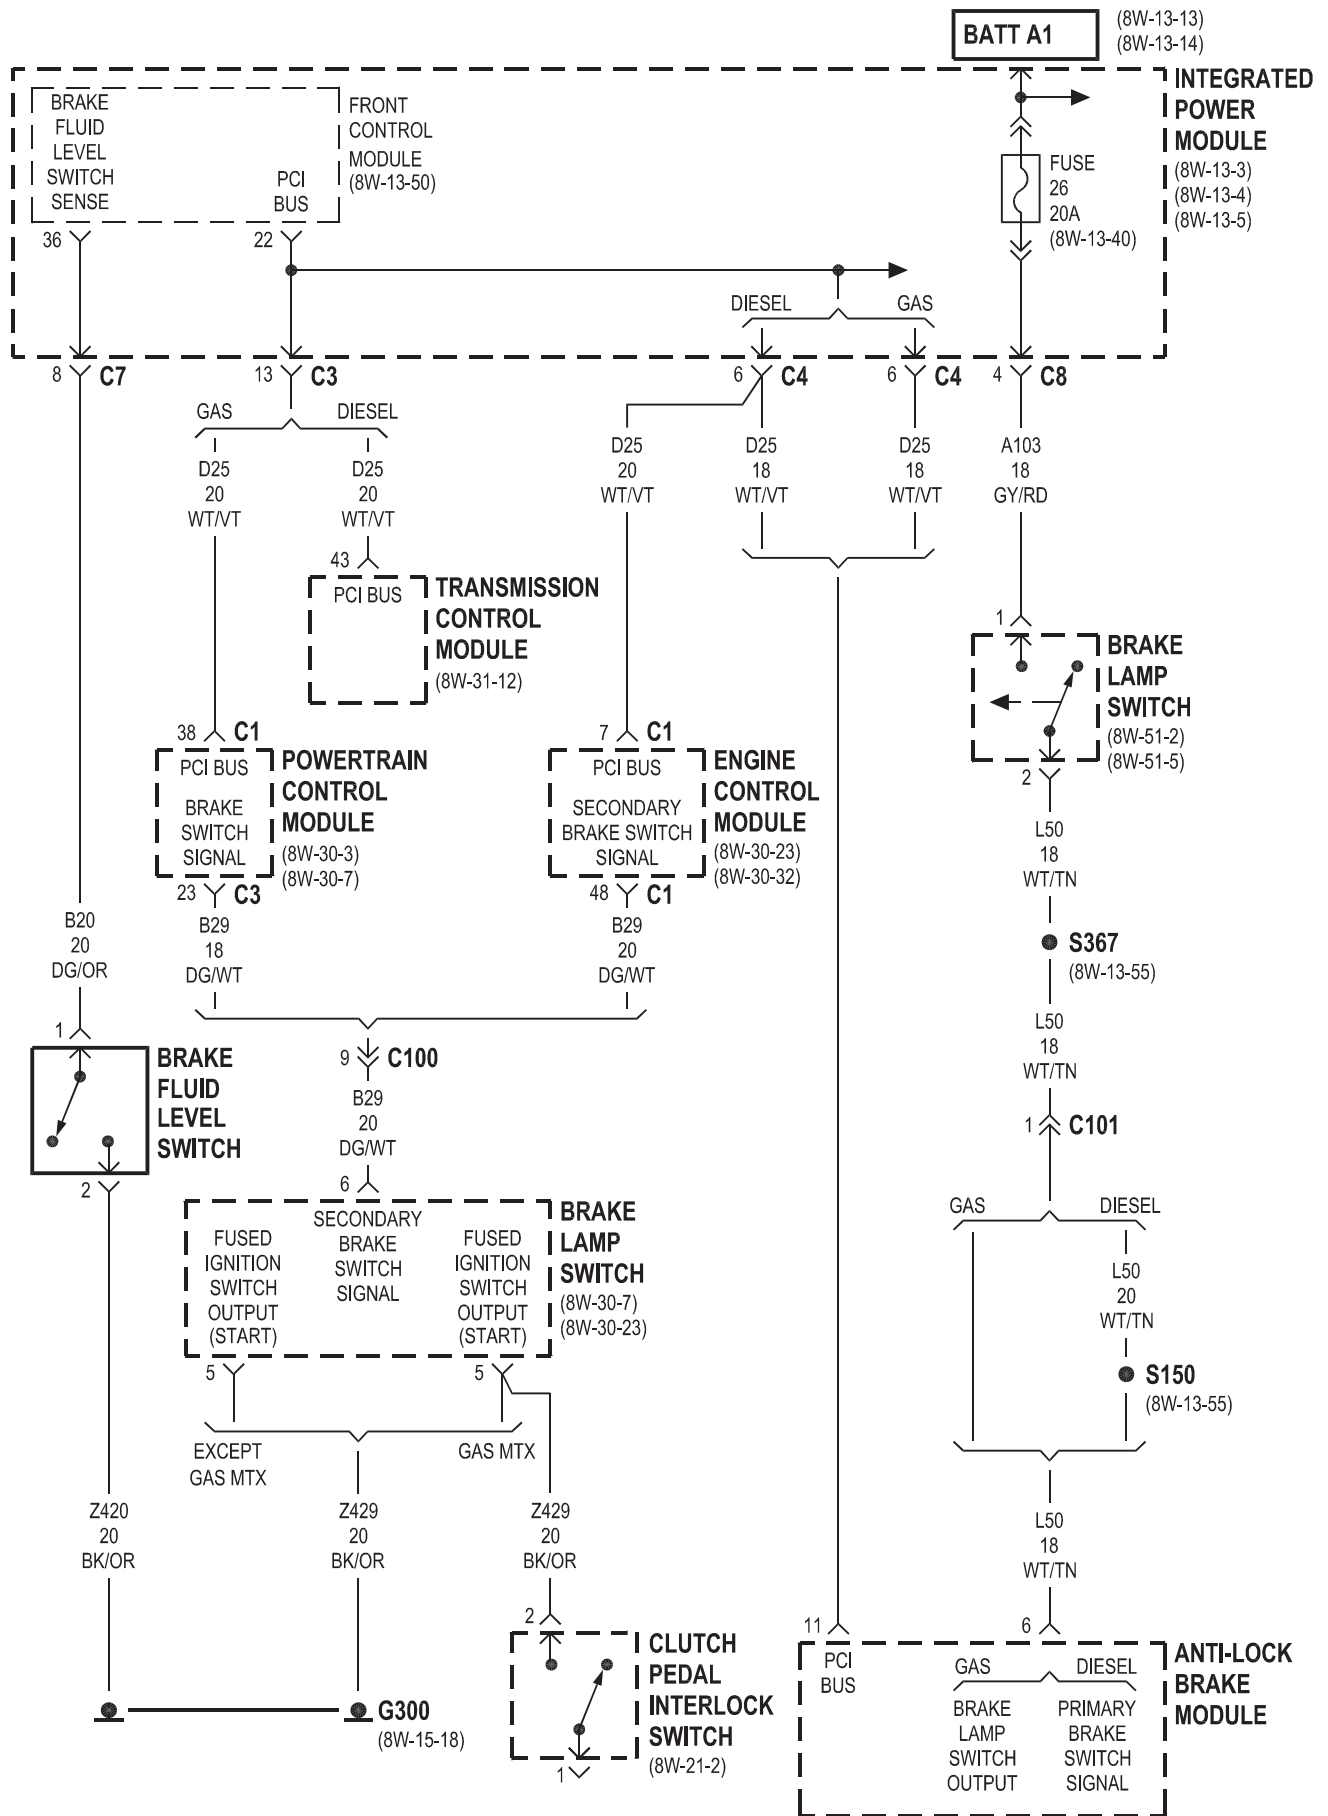 BATT A1
(8W-13-13)
(8W-13-14)
INTEGRATED
POWER
MODULE
(8W-13-3)
(8W-13-4)
(8W-13-5)
BRAKE
FLUID
LEVEL
SWITCH
SENSE
PCI
BUS
FRONT
CONTROL
MODULE
(8W-13-50)
FUSE
26
20A
(8W-13-40)
36
22
DIESEL
GAS
8
C7
13
C3
6
C4
6
C4
4
C8
GAS
DIESEL
D25
20
WT/VT
D25
20
WT/VT
D25
20
WT/VT
D25
18
WT/VT
D25
18
WT/VT
A103
18
GY/RD
43
PCI BUS
TRANSMISSION
CONTROL
MODULE
(8W-31-12)
1
BRAKE
LAMP
SWITCH
(8W-51-2)
(8W-51-5)
2
38
C1
PCI BUS
BRAKE
SWITCH
SIGNAL
POWERTRAIN
CONTROL
MODULE
(8W-30-3)
(8W-30-7)
23
C3
7
C1
PCI BUS
SECONDARY
BRAKE SWITCH
SIGNAL
ENGINE
CONTROL
MODULE
(8W-30-23)
(8W-30-32)
48
C1
L50
18
WT/TN
B20
20
DG/OR
B29
18
DG/WT
B29
20
DG/WT
S367
(8W-13-55)
L50
18
WT/TN
1
BRAKE
FLUID
LEVEL
SWITCH
2
9
C100
B29
20
DG/WT
1
C101
6
FUSED
IGNITION
SWITCH
OUTPUT
(START)
SECONDARY
BRAKE
SWITCH
SIGNAL
FUSED
IGNITION
SWITCH
OUTPUT
(START)
BRAKE
LAMP
SWITCH
(8W-30-7)
(8W-30-23)
GAS
DIESEL
L50
20
WT/TN
5
5
S150
(8W-13-55)
EXCEPT
GAS MTX
GAS MTX
Z420
20
BK/OR
Z429
20
BK/OR
Z429
20
BK/OR
L50
18
WT/TN
2
CLUTCH
PEDAL
INTERLOCK
SWITCH
(8W-21-2)
1
G300
(8W-15-18)
11
6
PCI
BUS
GAS
DIESEL
BRAKE
LAMP
SWITCH
OUTPUT
PRIMARY
BRAKE
SWITCH
SIGNAL
ANTI-LOCK
BRAKE
MODULE